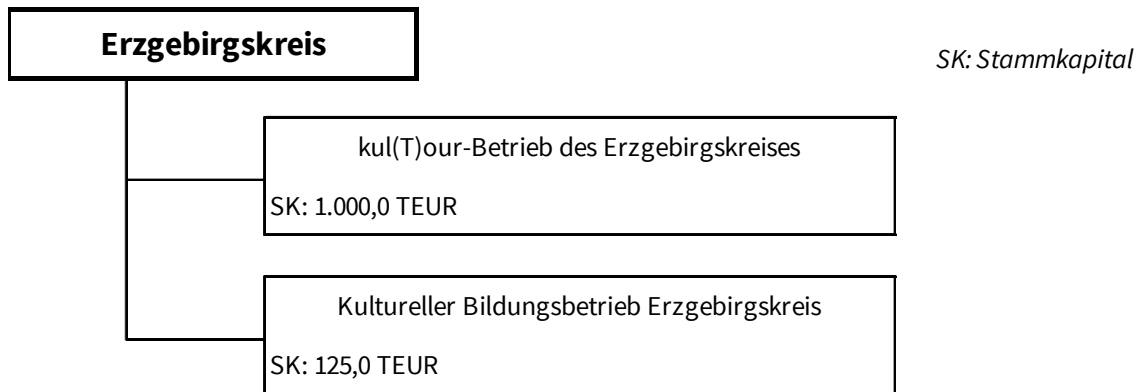 Erzgebirgskreis
SK: Stammkapital
kul(T)our-Betrieb des Erzgebirgskreises
SK: 1.000,0 TEUR
Kultureller Bildungsbetrieb Erzgebirgskreis
SK: 125,0 TEUR